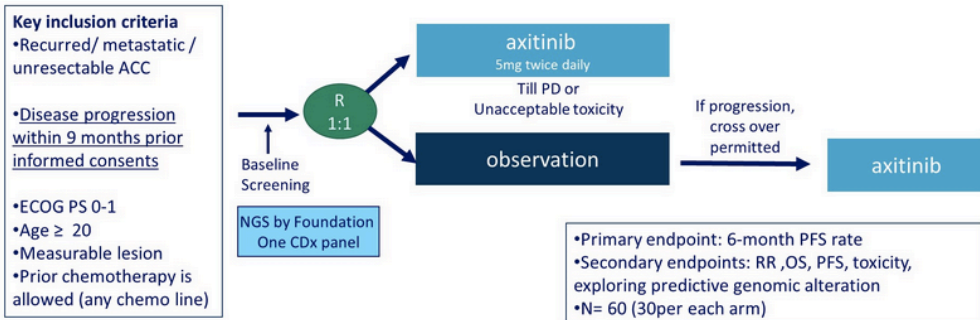 Key inclusion criteria
•Recurred/ metastatic /
unresectable ACC
•Disease progression
within 9 months prior
informed consents
•ECOG PS 0-1
•Age ≥ 20
•Measurable lesion
•Prior chemotherapy is
allowed (any chemo line)
R
1:1
Baseline
Screening
NGS by Foundation
One CDx panel
axitinib
5mg twice daily
Till PD or
Unacceptable toxicity
observation
If progression,
cross over
permitted
axitinib
•Primary endpoint: 6-month PFS rate
•Secondary endpoints: RR ,OS, PFS, toxicity,
exploring predictive genomic alteration
•N= 60 (30per each arm)